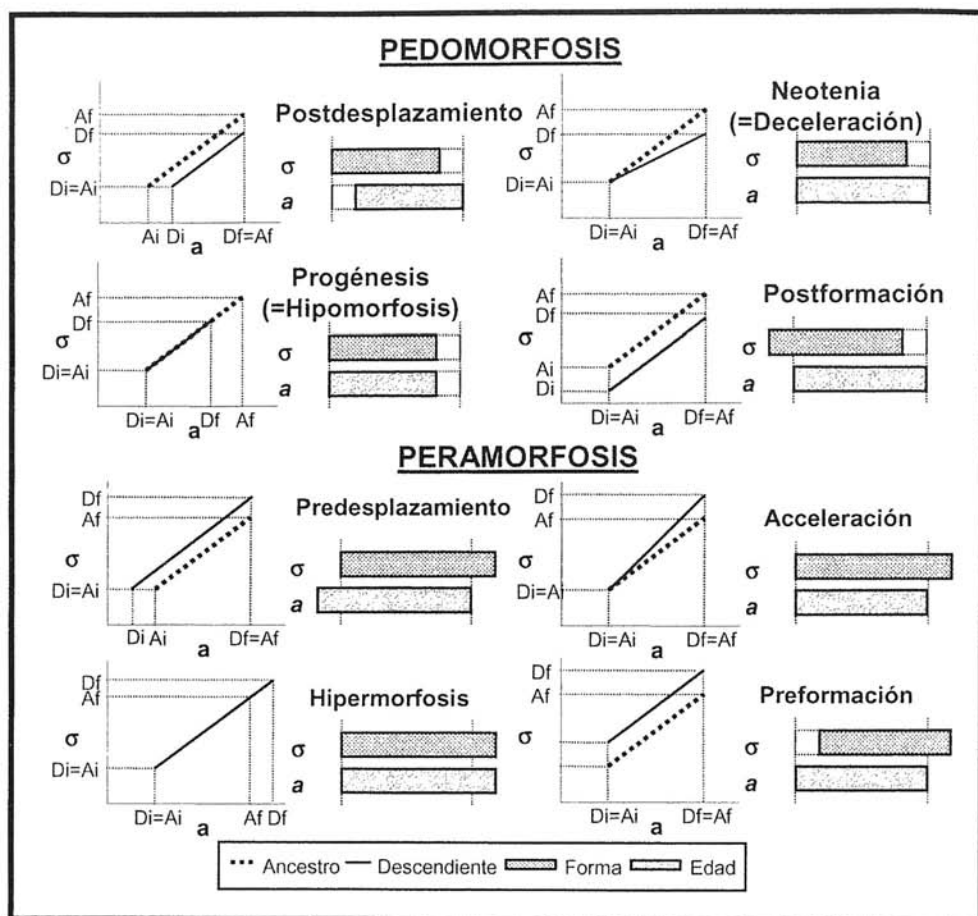 PEDOMORFOSIS
Postdesplazamiento
Af
Df
σ
Di=Ai
Ai Di Df=Af
a
σ
a
Neotenia
(=Deceleración)
Af
Df
σ
Di=Ai
Di=Ai Df=Af
a
σ
a
Progénesis
(=Hipomorfosis)
Af
Df
σ
Di=Ai
Di=Ai Df Af
a
σ
a
Postformación
Af
Df
σ
Ai
Di
Di=Ai Df=Af
a
σ
a
PERAMORFOSIS
Predesplazamiento
Df
Af
σ
Di=Ai
Di Ai Df=Af
a
σ
a
Acceleración
Df
Af
σ
Di=A
Di=Ai Df=Af
a
σ
a
Hipermorfosis
Df
Af
σ
Di=Ai
Di=Ai Af Df
a
σ
a
Preformación
Df
Af
σ
Di=Ai Df=Af
a
σ
a
Ancestro Descendiente Forma Edad